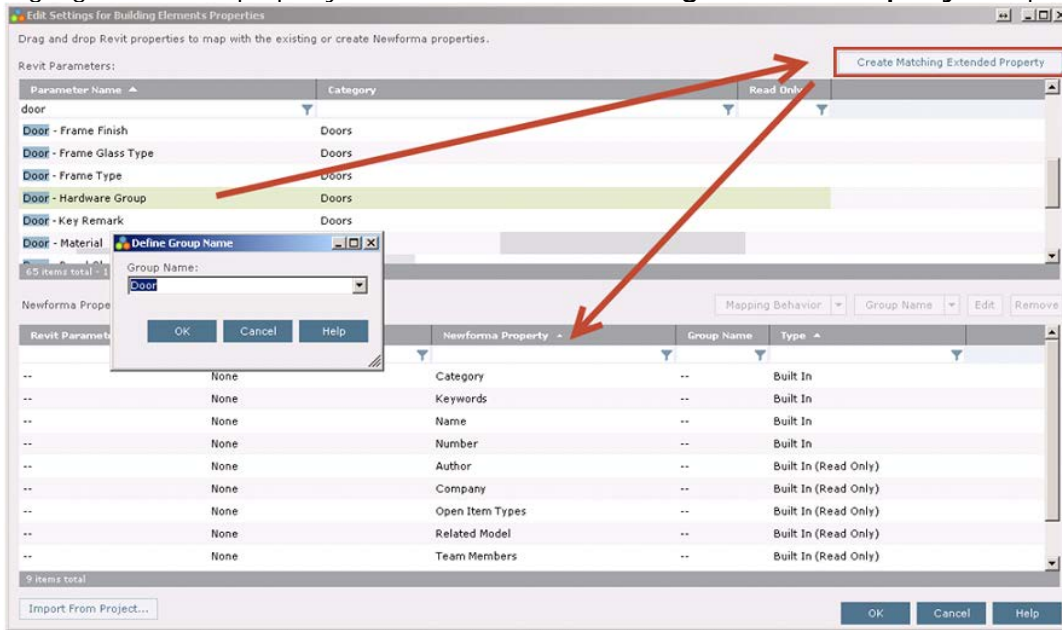 Edit Settings for Building Elements Properties
Drag and drop Revit properties to map with the existing or create Newforma properties.
Revit Parameters:
Create Matching Extended Property
Parameter Name Category Read Only
door
Door - Frame Finish Doors
Door - Frame Glass Type Doors
Door - Frame Type Doors
Door - Hardware Group Doors
Door - Key Remark Doors
Door - Material
65 items total - 1
Define Group Name
Group Name:
Door
OK Cancel Help
Newforma Prope
Mapping Behavior Group Name Edit Remove
Revit Paramet Newforma Property Group Name Type
-- None Category -- Built In
-- None Keywords -- Built In
-- None Name -- Built In
-- None Number -- Built In
-- None Author -- Built In (Read Only)
-- None Company -- Built In (Read Only)
-- None Open Item Types -- Built In (Read Only)
-- None Related Model -- Built In (Read Only)
-- None Team Members -- Built In (Read Only)
9 items total
Import From Project...
OK Cancel Help